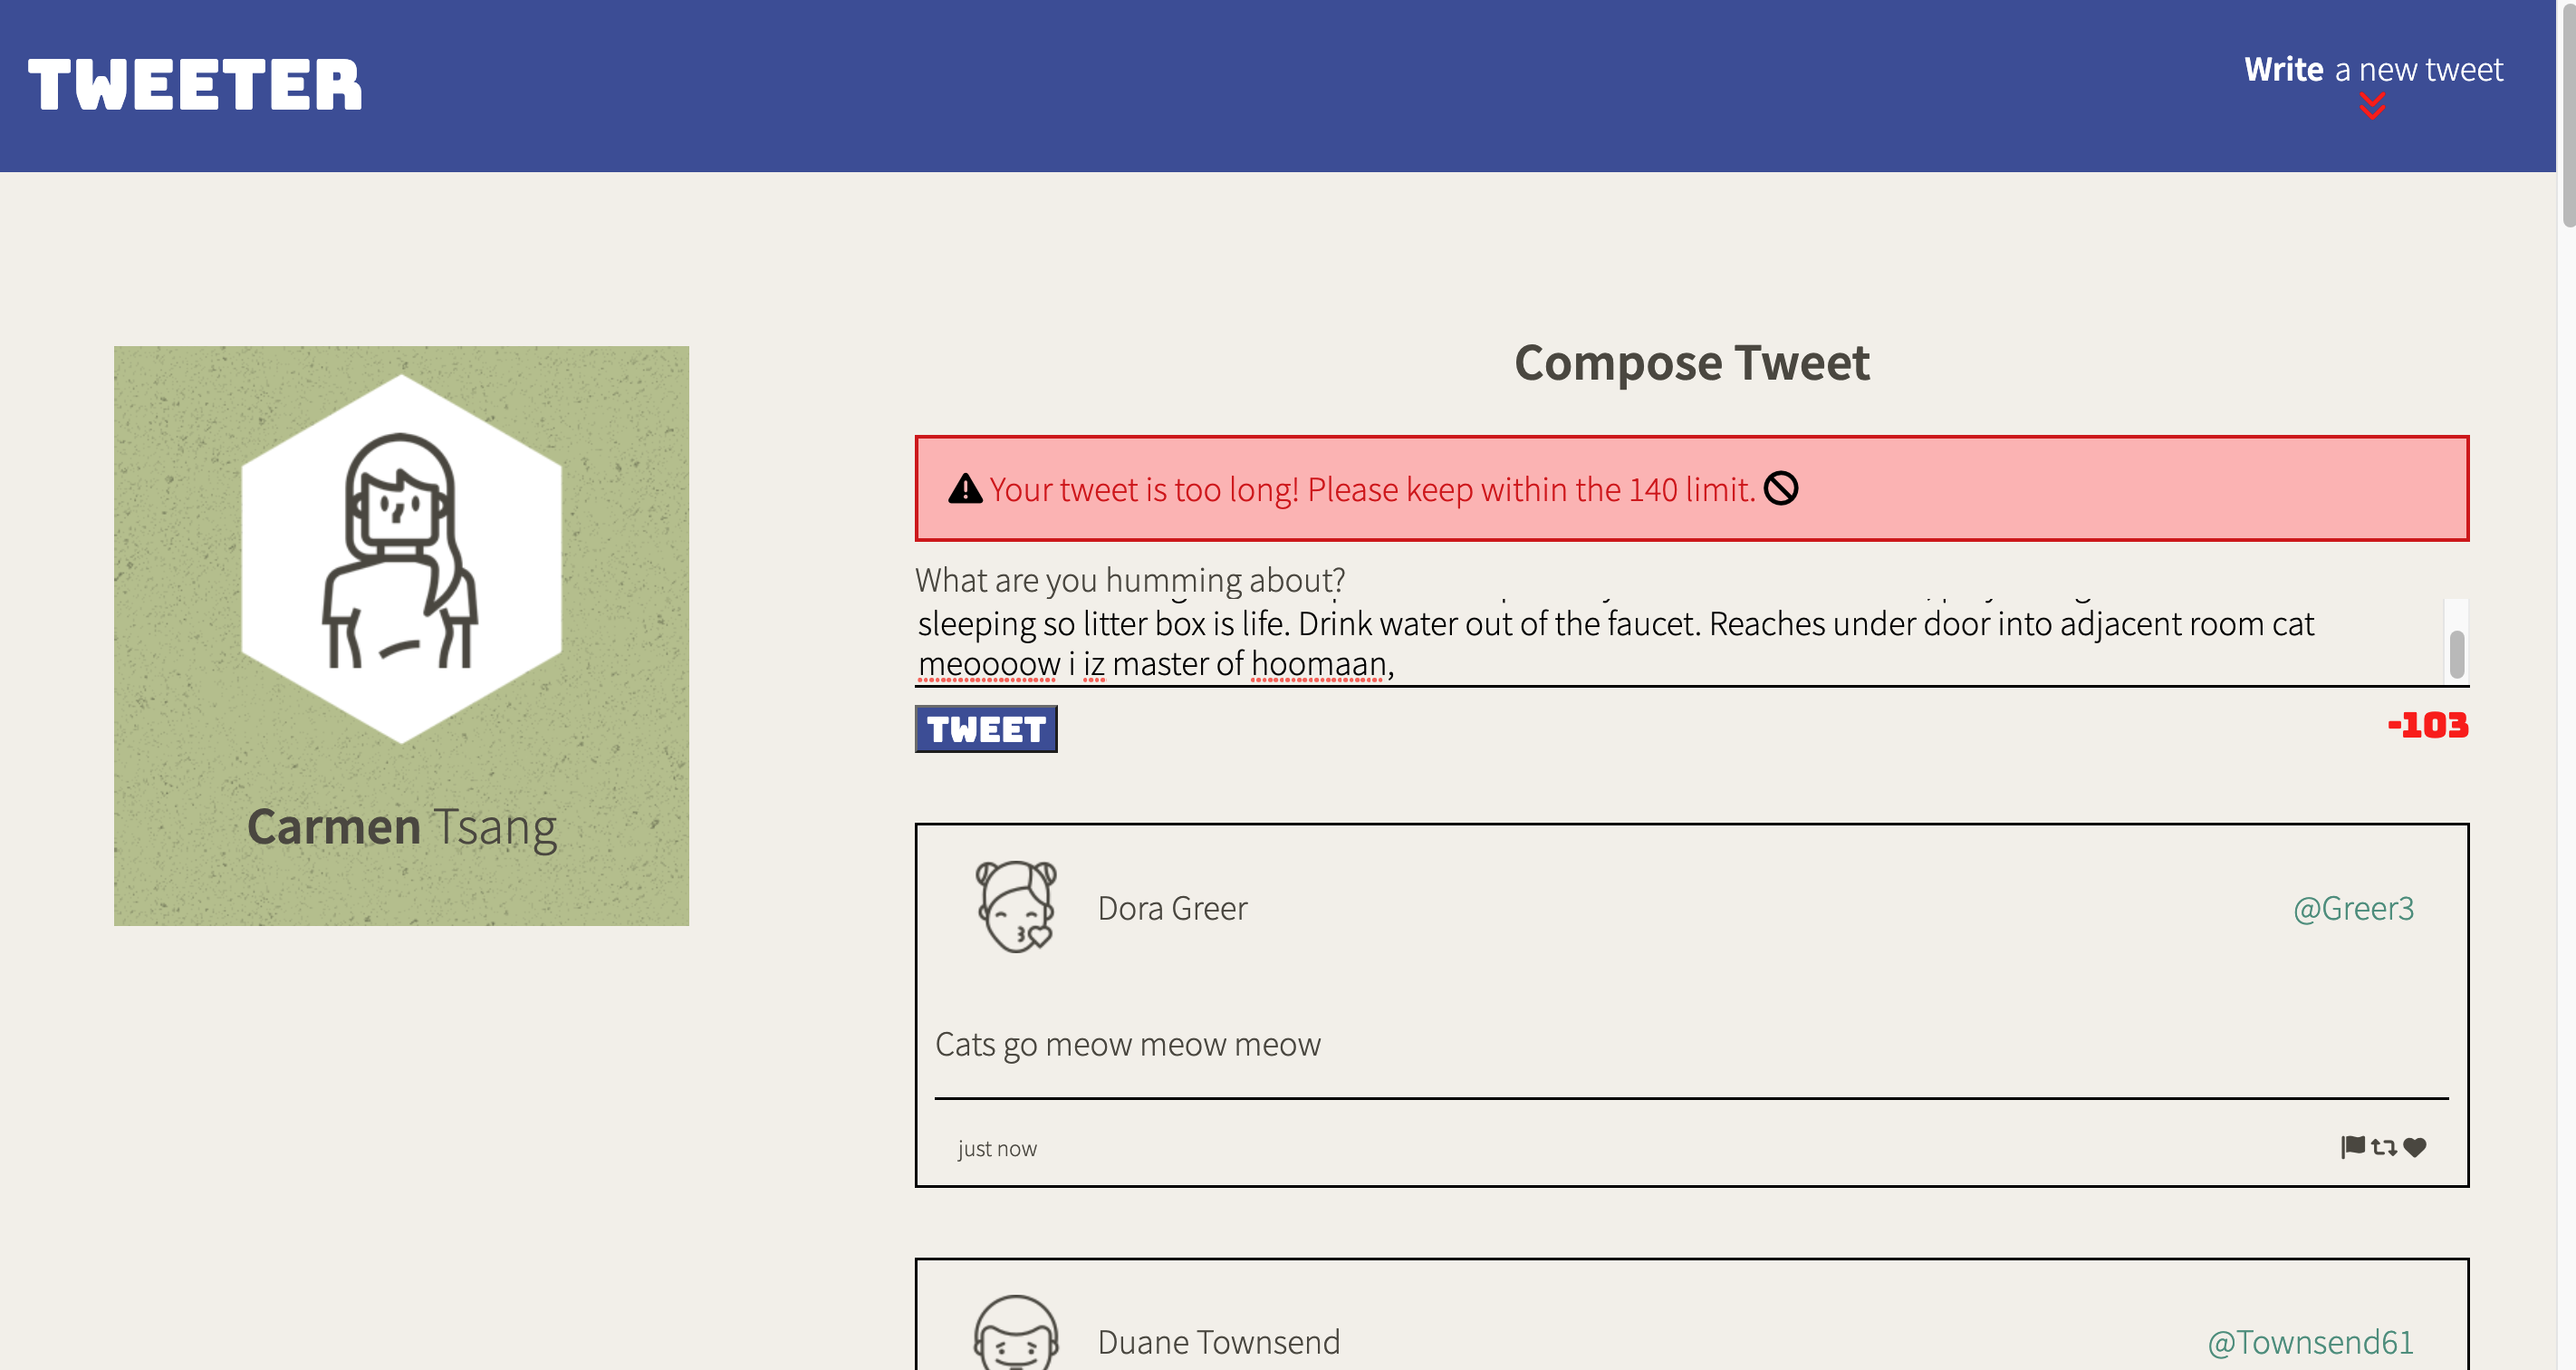 TWEETER
Write a new tweet
Compose Tweet
Your tweet is too long! Please keep within the 140 limit.
What are you humming about?
sleeping so litter box is life. Drink water out of the faucet. Reaches under door into adjacent room cat
meoooow i iz master of hoomaan,
TWEET
-103
Carmen Tsang
Dora Greer
@Greer3
Cats go meow meow meow
just now
Duane Townsend
@Townsend61